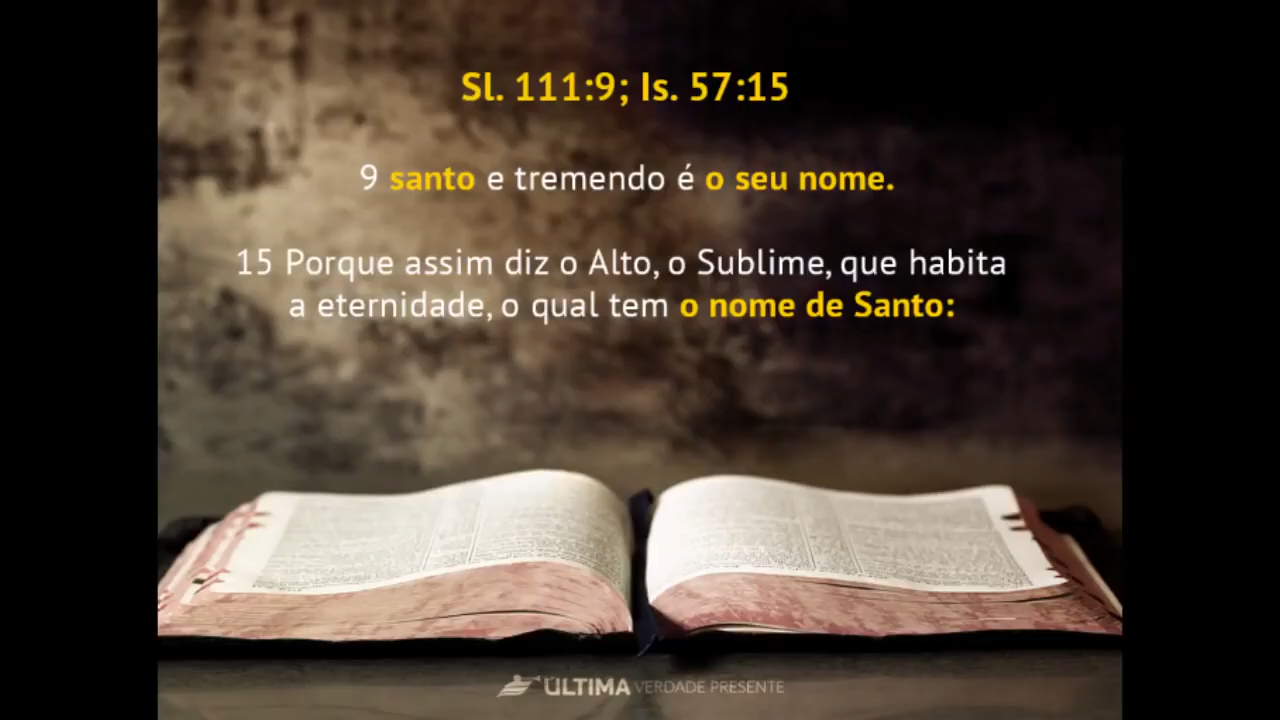 Sl. 111:9; Is. 57:15
9 santo e tremendo é o seu nome.
15 Porque assim diz o Alto, o Sublime, que habita
a eternidade, o qual tem o nome de Santo:
ÚLTIMA VERDADE PRESENTE